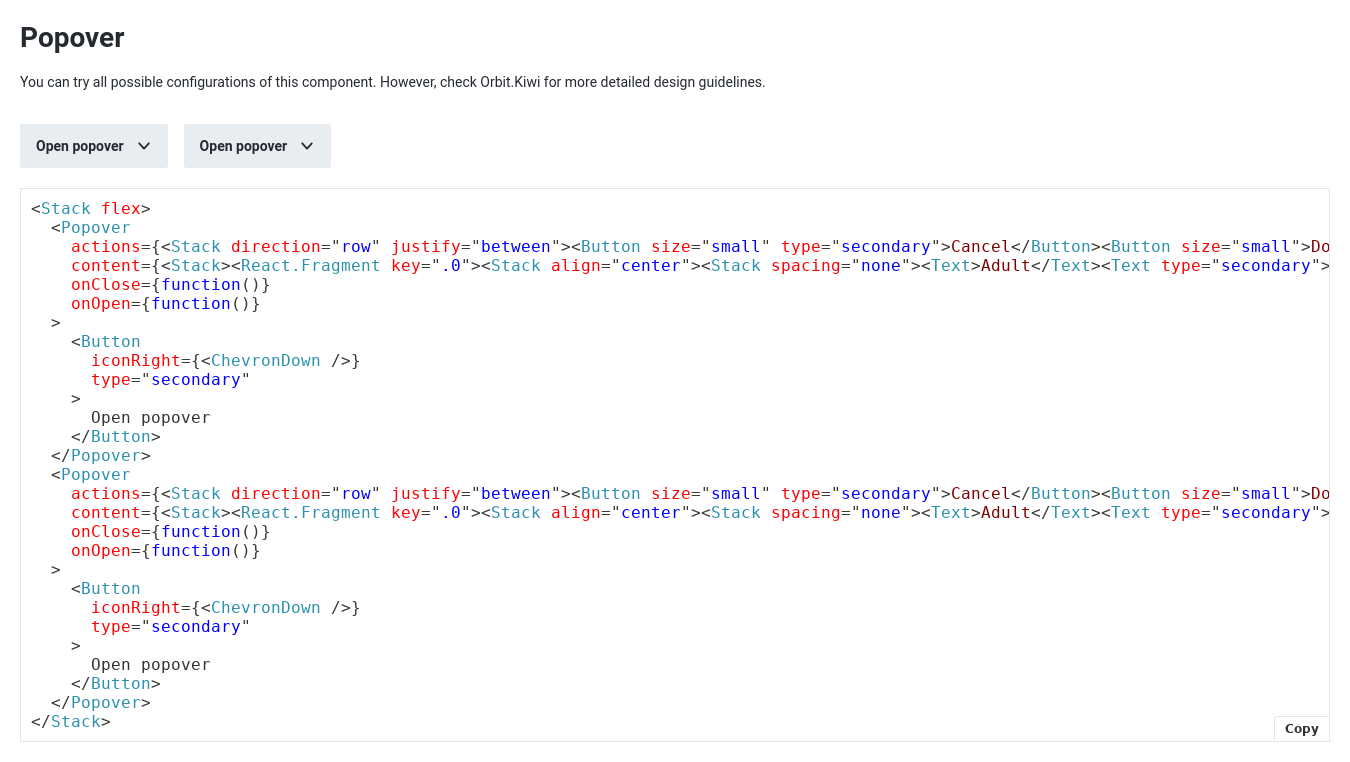 Popover
You can try all possible configurations of this component. However, check Orbit.Kiwi for more detailed design guidelines.
Open popover Open popover
<Stack flex>
  <Popover
    actions={<Stack direction="row" justify="between"><Button size="small" type="secondary">Cancel</Button><Button size="small">Do
    content={<Stack><React.Fragment key=".0"><Stack align="center"><Stack spacing="none"><Text>Adult</Text><Text type="secondary">
    onClose={function()}
    onOpen={function()}
  >
    <Button
      iconRight={<ChevronDown />}
      type="secondary"
    >
      Open popover
    </Button>
  </Popover>
  <Popover
    actions={<Stack direction="row" justify="between"><Button size="small" type="secondary">Cancel</Button><Button size="small">Do
    content={<Stack><React.Fragment key=".0"><Stack align="center"><Stack spacing="none"><Text>Adult</Text><Text type="secondary">
    onClose={function()}
    onOpen={function()}
  >
    <Button
      iconRight={<ChevronDown />}
      type="secondary"
    >
      Open popover
    </Button>
  </Popover>
</Stack>
Copy